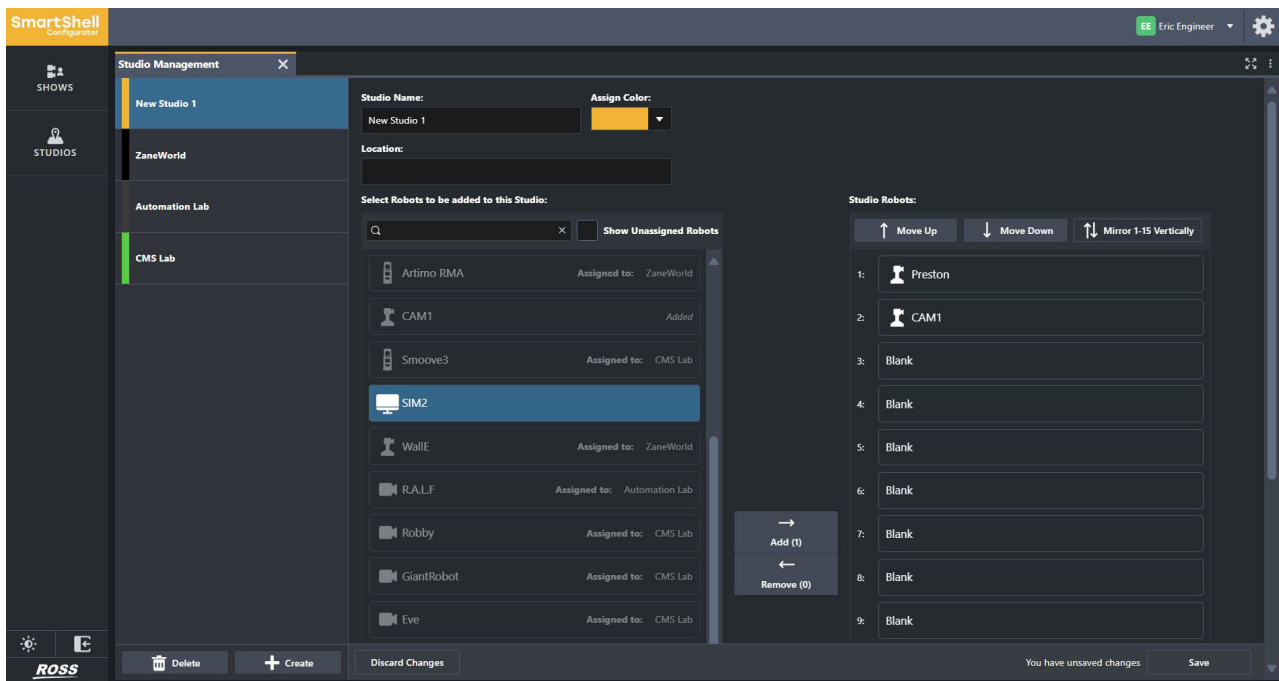 SmartShell
Configurator
EE Eric Engineer
SHOWS
STUDIOS
Studio Management
New Studio 1
ZaneWorld
Automation Lab
CMS Lab
Delete
Create
Studio Name:
Assign Color:
New Studio 1
Location:
Select Robots to be added to this Studio:
Show Unassigned Robots
Artimo RMA Assigned to: ZaneWorld
CAM1 Added
Smoove3 Assigned to: CMS Lab
SIM2
WallE Assigned to: ZaneWorld
R.A.L.F Assigned to: Automation Lab
Robby Assigned to: CMS Lab
GiantRobot Assigned to: CMS Lab
Eve Assigned to: CMS Lab
Add (1)
Remove (0)
Studio Robots:
Move Up
Move Down
Mirror 1-15 Vertically
1: Preston
2: CAM1
3: Blank
4: Blank
5: Blank
6: Blank
7: Blank
8: Blank
9: Blank
Discard Changes
You have unsaved changes
Save
ROSS